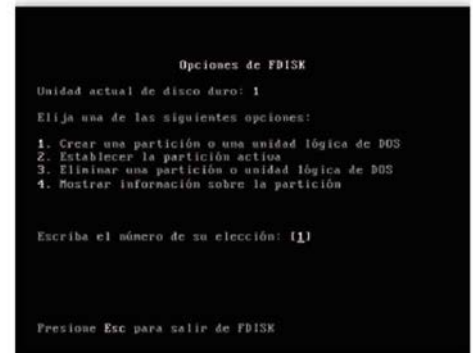 Opciones de FDISK
Unidad actual de disco duro: 1
Elija una de las siguientes opciones:
1. Crear una partición o una unidad lógica de DOS
2. Establecer la partición activa
3. Eliminar una partición o unidad lógica de DOS
4. Mostrar información sobre la partición
Escriba el número de su elección: [1]
Presione Esc para salir de FDISK